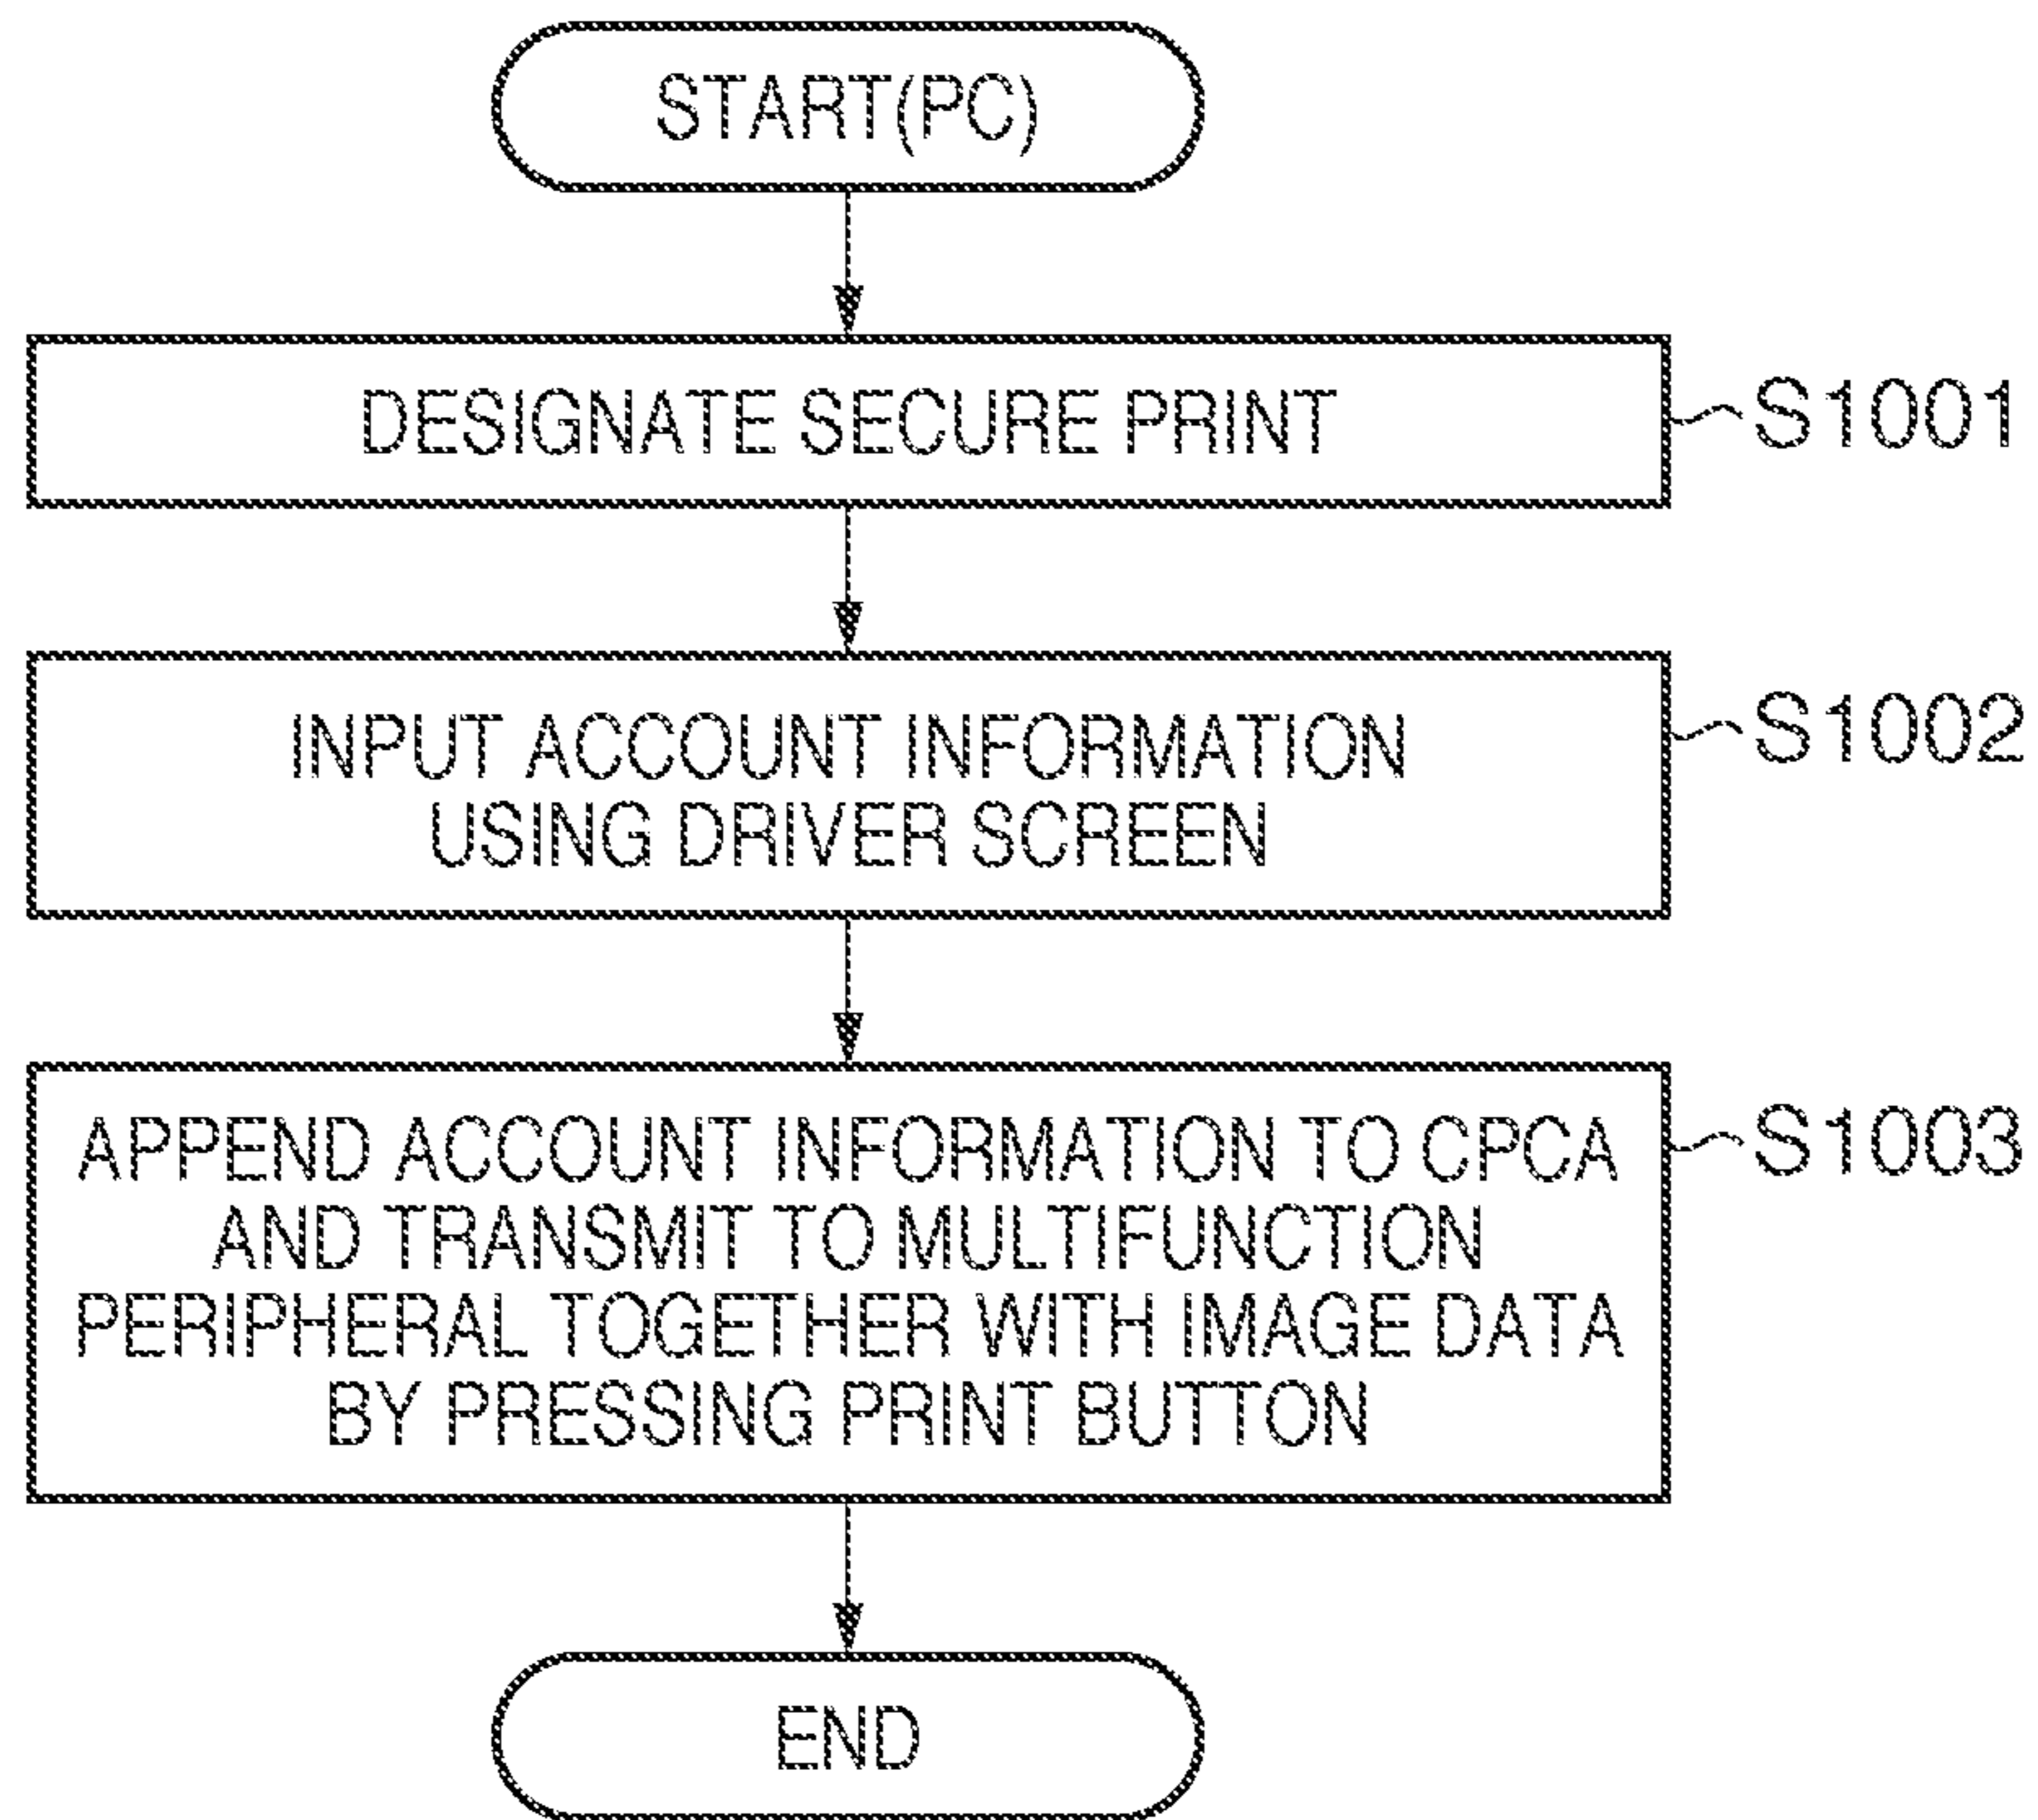 START(PC)
DESIGNATE SECURE PRINT
S1001
INPUT ACCOUNT INFORMATION
USING DRIVER SCREEN
S1002
APPEND ACCOUNT INFORMATION TO CPCA
AND TRANSMIT TO MULTIFUNCTION
PERIPHERAL TOGETHER WITH IMAGE DATA
BY PRESSING PRINT BUTTON
S1003
END